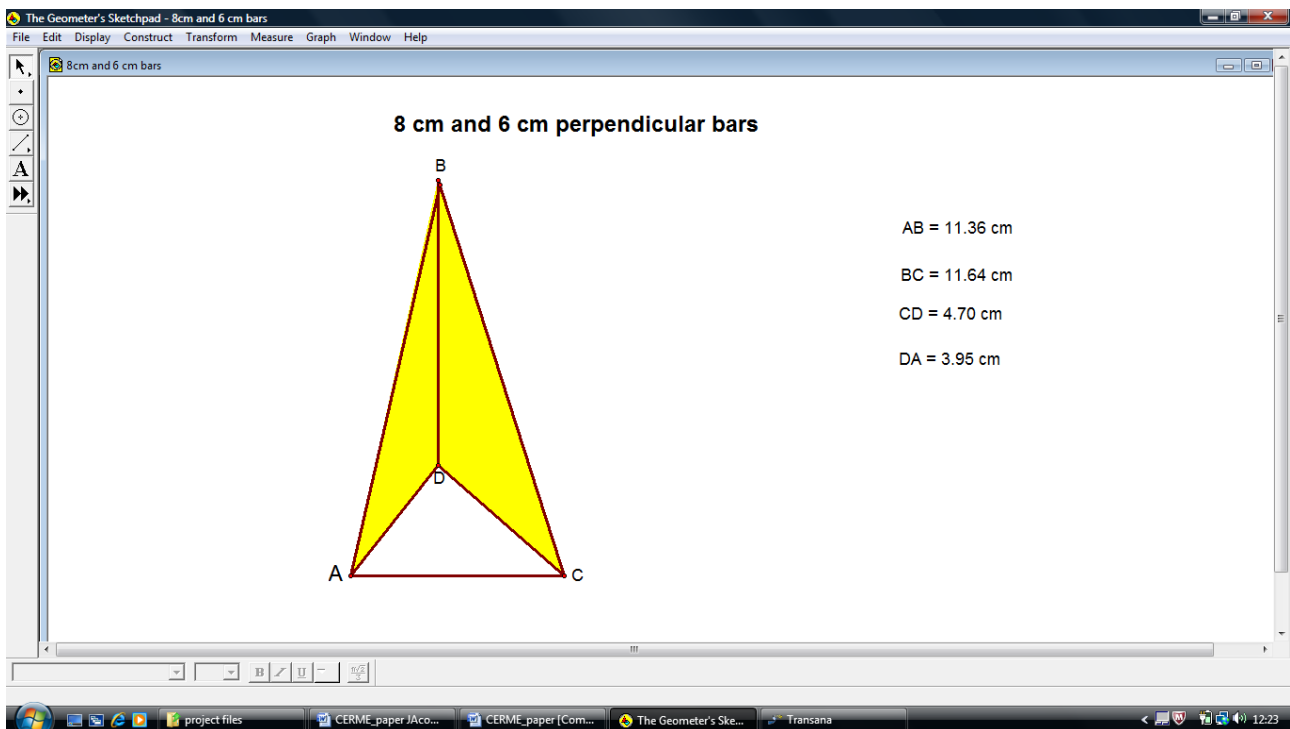 The Geometer's Sketchpad - 8cm and 6 cm bars
File Edit Display Construct Transform Measure Graph Window Help
8cm and 6 cm bars
A
8 cm and 6 cm perpendicular bars
B
AB = 11.36 cm
BC = 11.64 cm
CD = 4.70 cm
DA = 3.95 cm
D
A
C
B I U
project files
CERME_paper JAco...
CERME_paper [Com...
The Geometer's Ske...
Transana
12:23